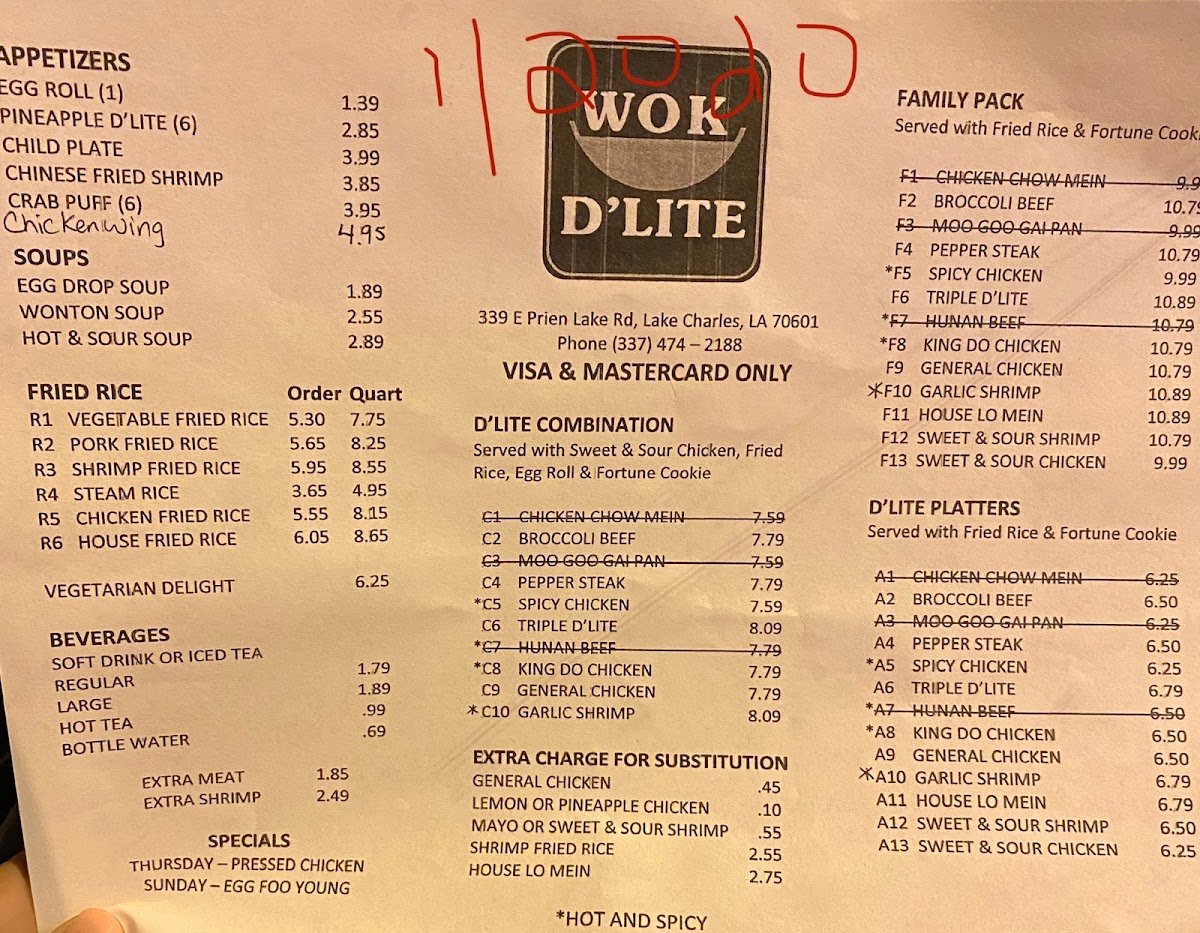 APPETIZERS
EGG ROLL (1) 1.39
PINEAPPLE D'LITE (6) 2.85
CHILD PLATE 3.99
CHINESE FRIED SHRIMP 3.85
CRAB PUFF (6) 3.95
Chicken wing 4.95
SOUPS
EGG DROP SOUP 1.89
WONTON SOUP 2.55
HOT & SOUR SOUP 2.89
FRIED RICE Order Quart
R1 VEGETABLE FRIED RICE 5.30 7.75
R2 PORK FRIED RICE 5.65 8.25
R3 SHRIMP FRIED RICE 5.95 8.55
R4 STEAM RICE 3.65 4.95
R5 CHICKEN FRIED RICE 5.55 8.15
R6 HOUSE FRIED RICE 6.05 8.65
VEGETARIAN DELIGHT 6.25
BEVERAGES
SOFT DRINK OR ICED TEA
REGULAR 1.79
LARGE 1.89
HOT TEA .99
BOTTLE WATER .69
EXTRA MEAT 1.85
EXTRA SHRIMP 2.49
SPECIALS
THURSDAY – PRESSED CHICKEN
SUNDAY – EGG FOO YOUNG
WOK
D'LITE
339 E Prien Lake Rd, Lake Charles, LA 70601
Phone (337) 474 – 2188
VISA & MASTERCARD ONLY
D'LITE COMBINATION
Served with Sweet & Sour Chicken, Fried
Rice, Egg Roll & Fortune Cookie
C1 CHICKEN CHOW MEIN 7.59
C2 BROCCOLI BEEF 7.79
C3 MOO GOO GAI PAN 7.59
C4 PEPPER STEAK 7.79
*C5 SPICY CHICKEN 7.59
C6 TRIPLE D'LITE 8.09
*C7 HUNAN BEEF 7.79
*C8 KING DO CHICKEN 7.79
C9 GENERAL CHICKEN 7.79
*C10 GARLIC SHRIMP 8.09
EXTRA CHARGE FOR SUBSTITUTION
GENERAL CHICKEN .45
LEMON OR PINEAPPLE CHICKEN .10
MAYO OR SWEET & SOUR SHRIMP .55
SHRIMP FRIED RICE 2.55
HOUSE LO MEIN 2.75
*HOT AND SPICY
FAMILY PACK
Served with Fried Rice & Fortune Cooki
F1 CHICKEN CHOW MEIN 9.9
F2 BROCCOLI BEEF 10.79
F3 MOO GOO GAI PAN 9.99
F4 PEPPER STEAK 10.79
*F5 SPICY CHICKEN 9.99
F6 TRIPLE D'LITE 10.89
*F7 HUNAN BEEF 10.79
*F8 KING DO CHICKEN 10.79
F9 GENERAL CHICKEN 10.79
*F10 GARLIC SHRIMP 10.89
F11 HOUSE LO MEIN 10.89
F12 SWEET & SOUR SHRIMP 10.79
F13 SWEET & SOUR CHICKEN 9.99
D'LITE PLATTERS
Served with Fried Rice & Fortune Cookie
A1 CHICKEN CHOW MEIN 6.25
A2 BROCCOLI BEEF 6.50
A3 MOO GOO GAI PAN 6.25
A4 PEPPER STEAK 6.50
*A5 SPICY CHICKEN 6.25
A6 TRIPLE D'LITE 6.79
*A7 HUNAN BEEF 6.50
*A8 KING DO CHICKEN 6.50
A9 GENERAL CHICKEN 6.50
*A10 GARLIC SHRIMP 6.79
A11 HOUSE LO MEIN 6.79
A12 SWEET & SOUR SHRIMP 6.50
A13 SWEET & SOUR CHICKEN 6.25